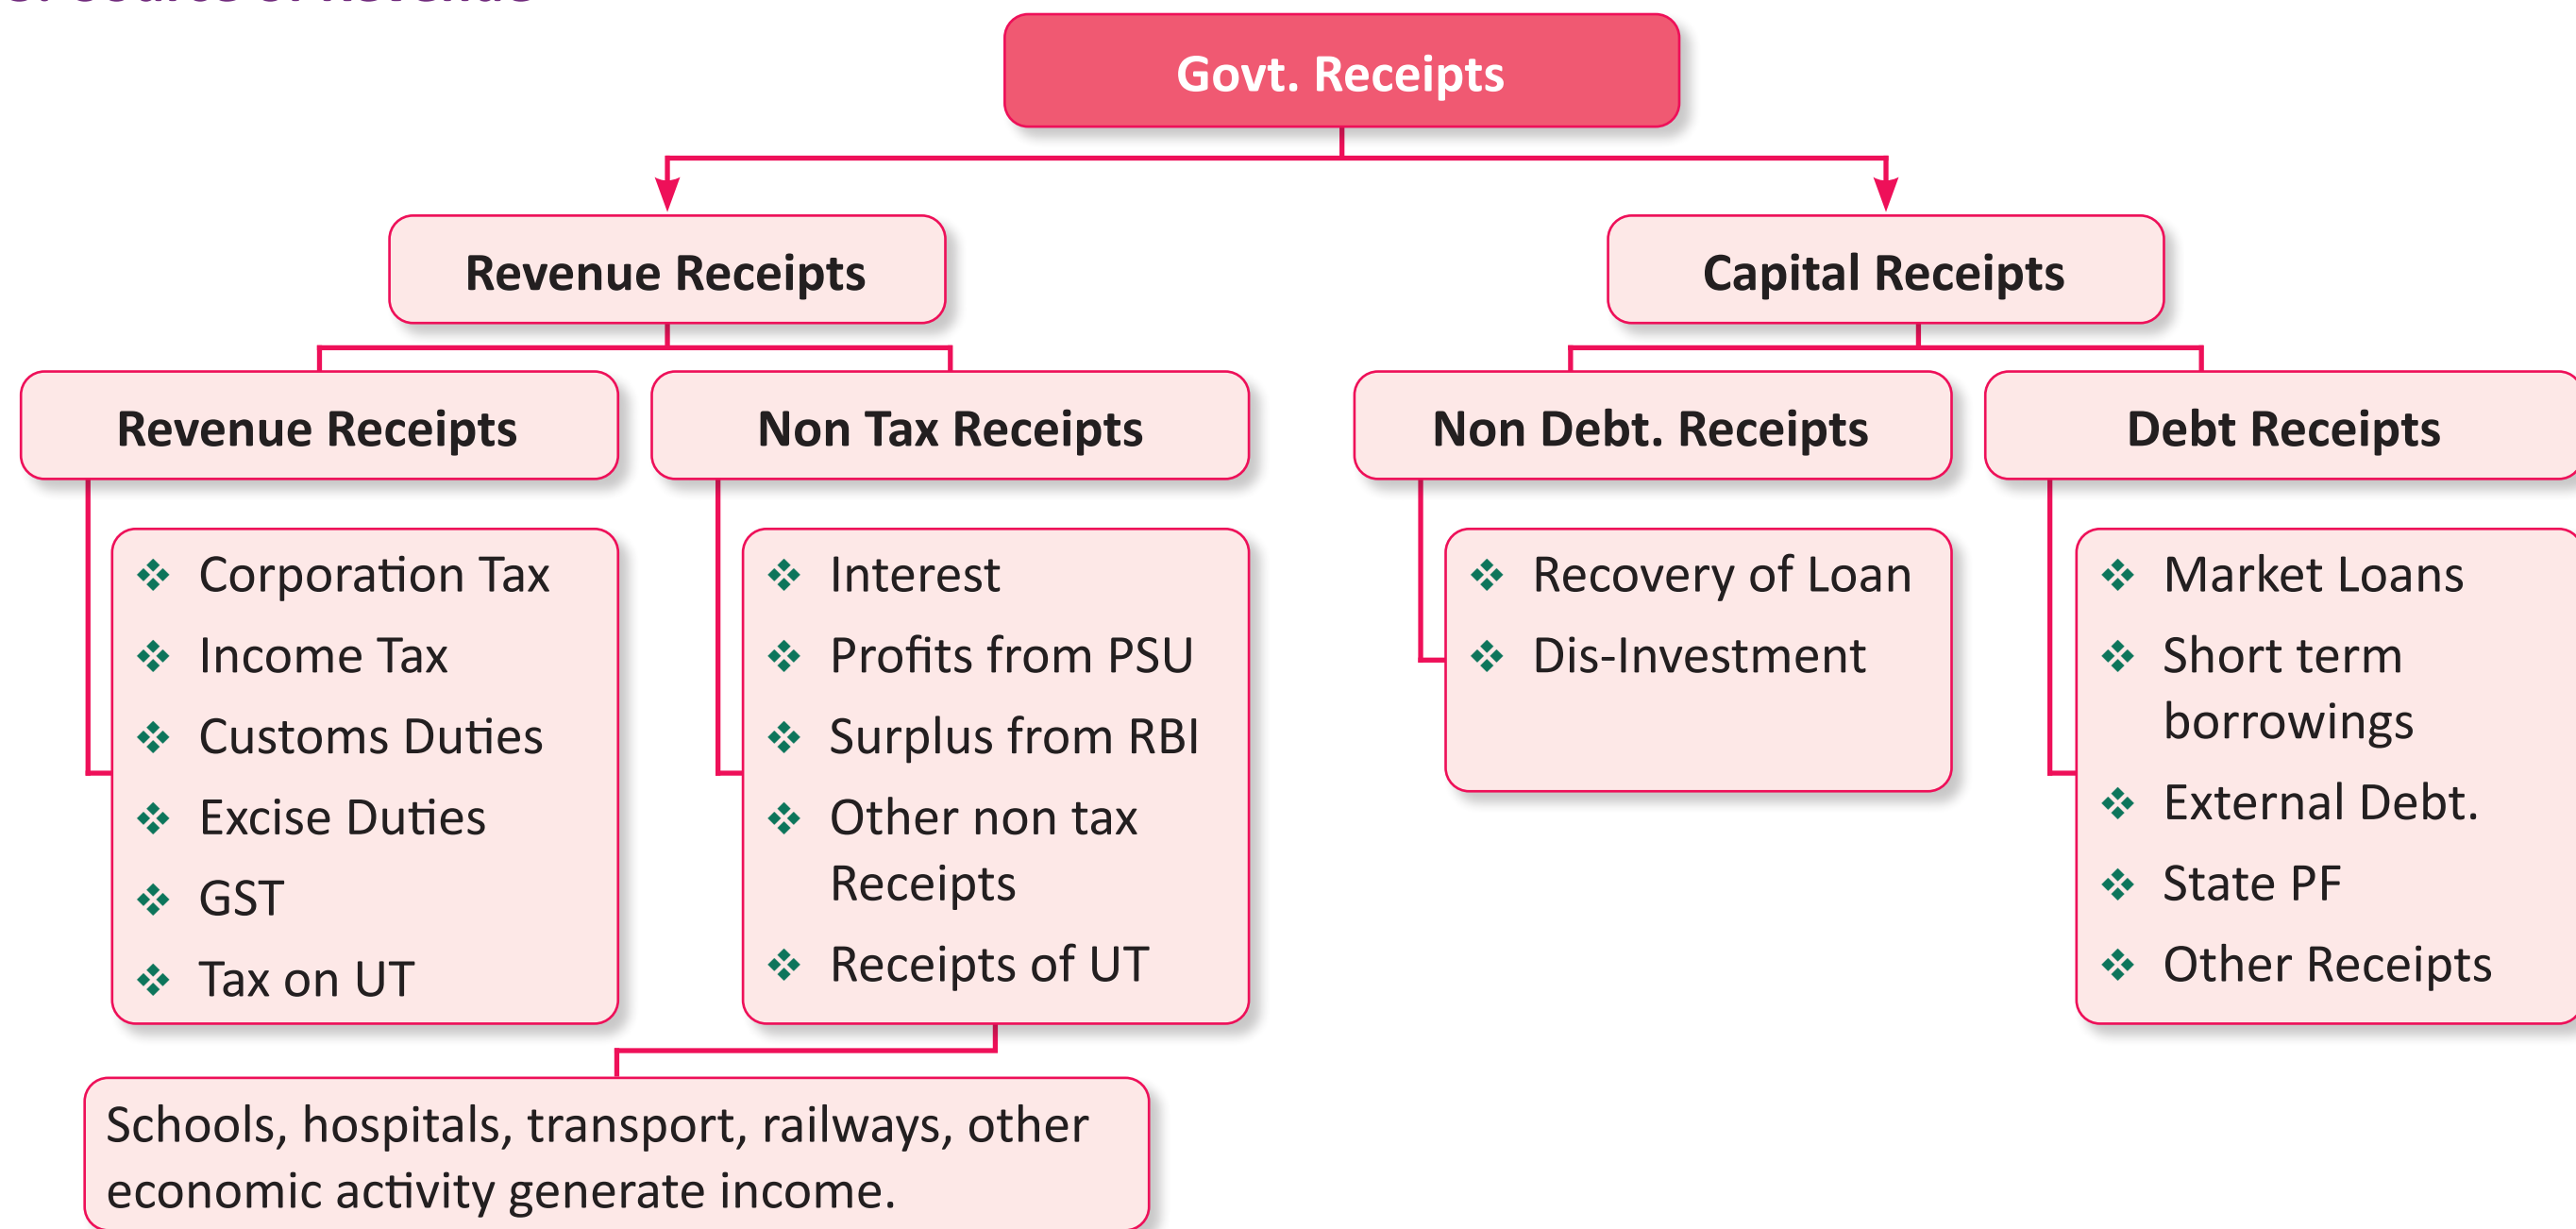 Govt. Receipts
Revenue Receipts
Capital Receipts
Revenue Receipts
Non Tax Receipts
Non Debt. Receipts
Debt Receipts
Corporation Tax
Income Tax
Customs Duties
Excise Duties
GST
Tax on UT
Interest
Profits from PSU
Surplus from RBI
Other non tax
Receipts
Receipts of UT
Recovery of Loan
Dis-Investment
Market Loans
Short term
borrowings
External Debt.
State PF
Other Receipts
Schools, hospitals, transport, railways, other
economic activity generate income.